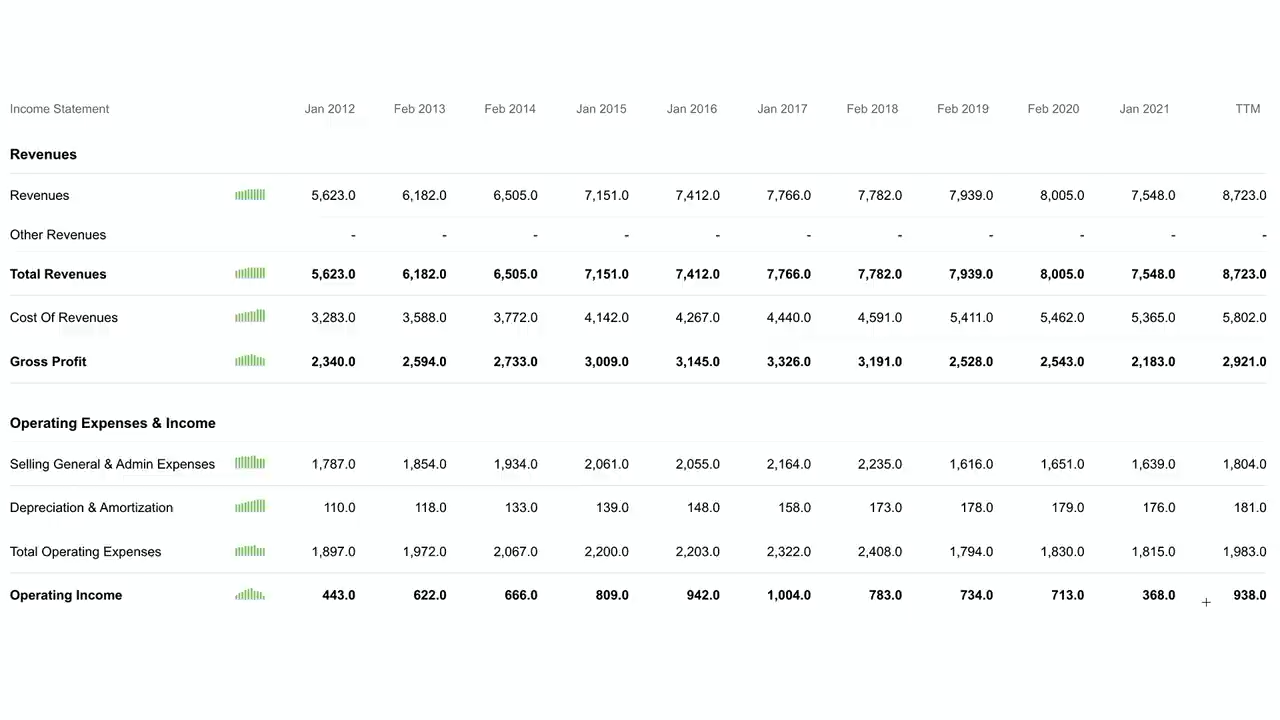 Income Statement Jan 2012 Feb 2013 Feb 2014 Jan 2015 Jan 2016 Jan 2017 Feb 2018 Feb 2019 Feb 2020 Jan 2021 TTM
Revenues
Revenues 5,623.0 6,182.0 6,505.0 7,151.0 7,412.0 7,766.0 7,782.0 7,939.0 8,005.0 7,548.0 8,723.0
Other Revenues - - - - - - - - - - -
Total Revenues 5,623.0 6,182.0 6,505.0 7,151.0 7,412.0 7,766.0 7,782.0 7,939.0 8,005.0 7,548.0 8,723.0
Cost Of Revenues 3,283.0 3,588.0 3,772.0 4,142.0 4,267.0 4,440.0 4,591.0 5,411.0 5,462.0 5,365.0 5,802.0
Gross Profit 2,340.0 2,594.0 2,733.0 3,009.0 3,145.0 3,326.0 3,191.0 2,528.0 2,543.0 2,183.0 2,921.0
Operating Expenses & Income
Selling General & Admin Expenses 1,787.0 1,854.0 1,934.0 2,061.0 2,055.0 2,164.0 2,235.0 1,616.0 1,651.0 1,639.0 1,804.0
Depreciation & Amortization 110.0 118.0 133.0 139.0 148.0 158.0 173.0 178.0 179.0 176.0 181.0
Total Operating Expenses 1,897.0 1,972.0 2,067.0 2,200.0 2,203.0 2,322.0 2,408.0 1,794.0 1,830.0 1,815.0 1,983.0
Operating Income 443.0 622.0 666.0 809.0 942.0 1,004.0 783.0 734.0 713.0 368.0 938.0